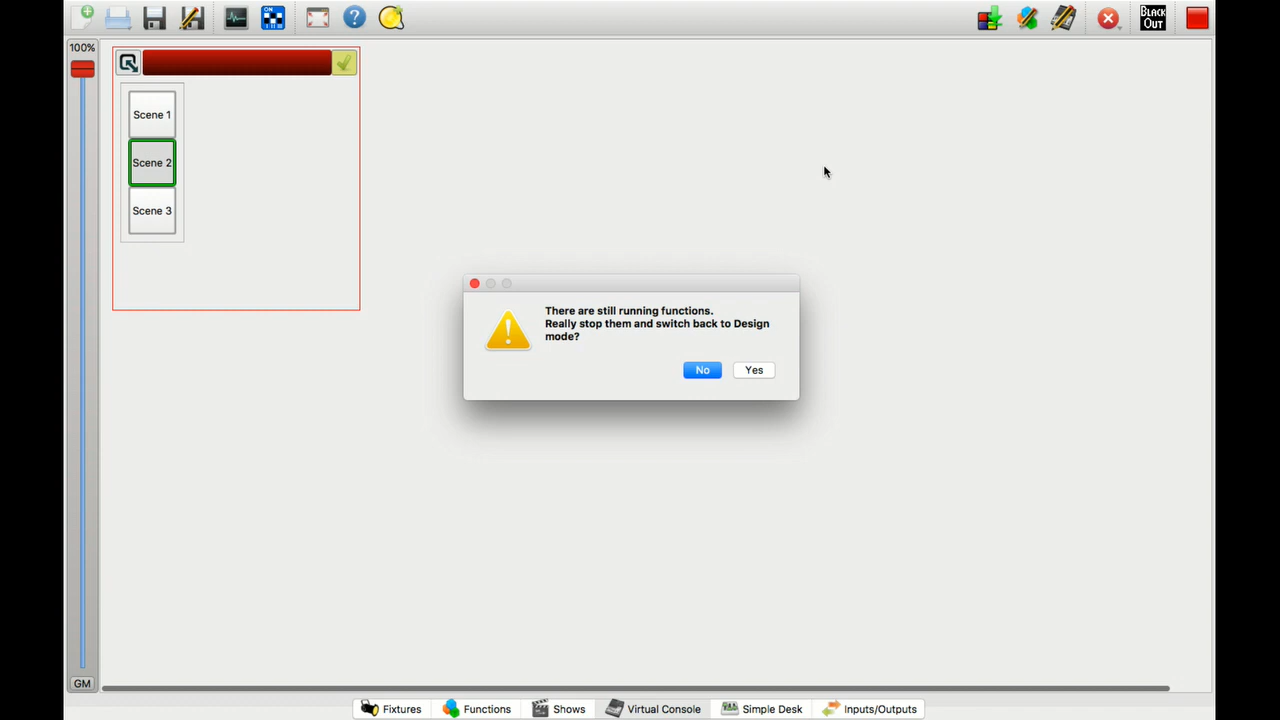 ON
?
BLACK
OUT
100%
Scene 1
Scene 2
Scene 3
There are still running functions.
Really stop them and switch back to Design
mode?
No
Yes
GM
Fixtures
Functions
Shows
Virtual Console
Simple Desk
Inputs/Outputs